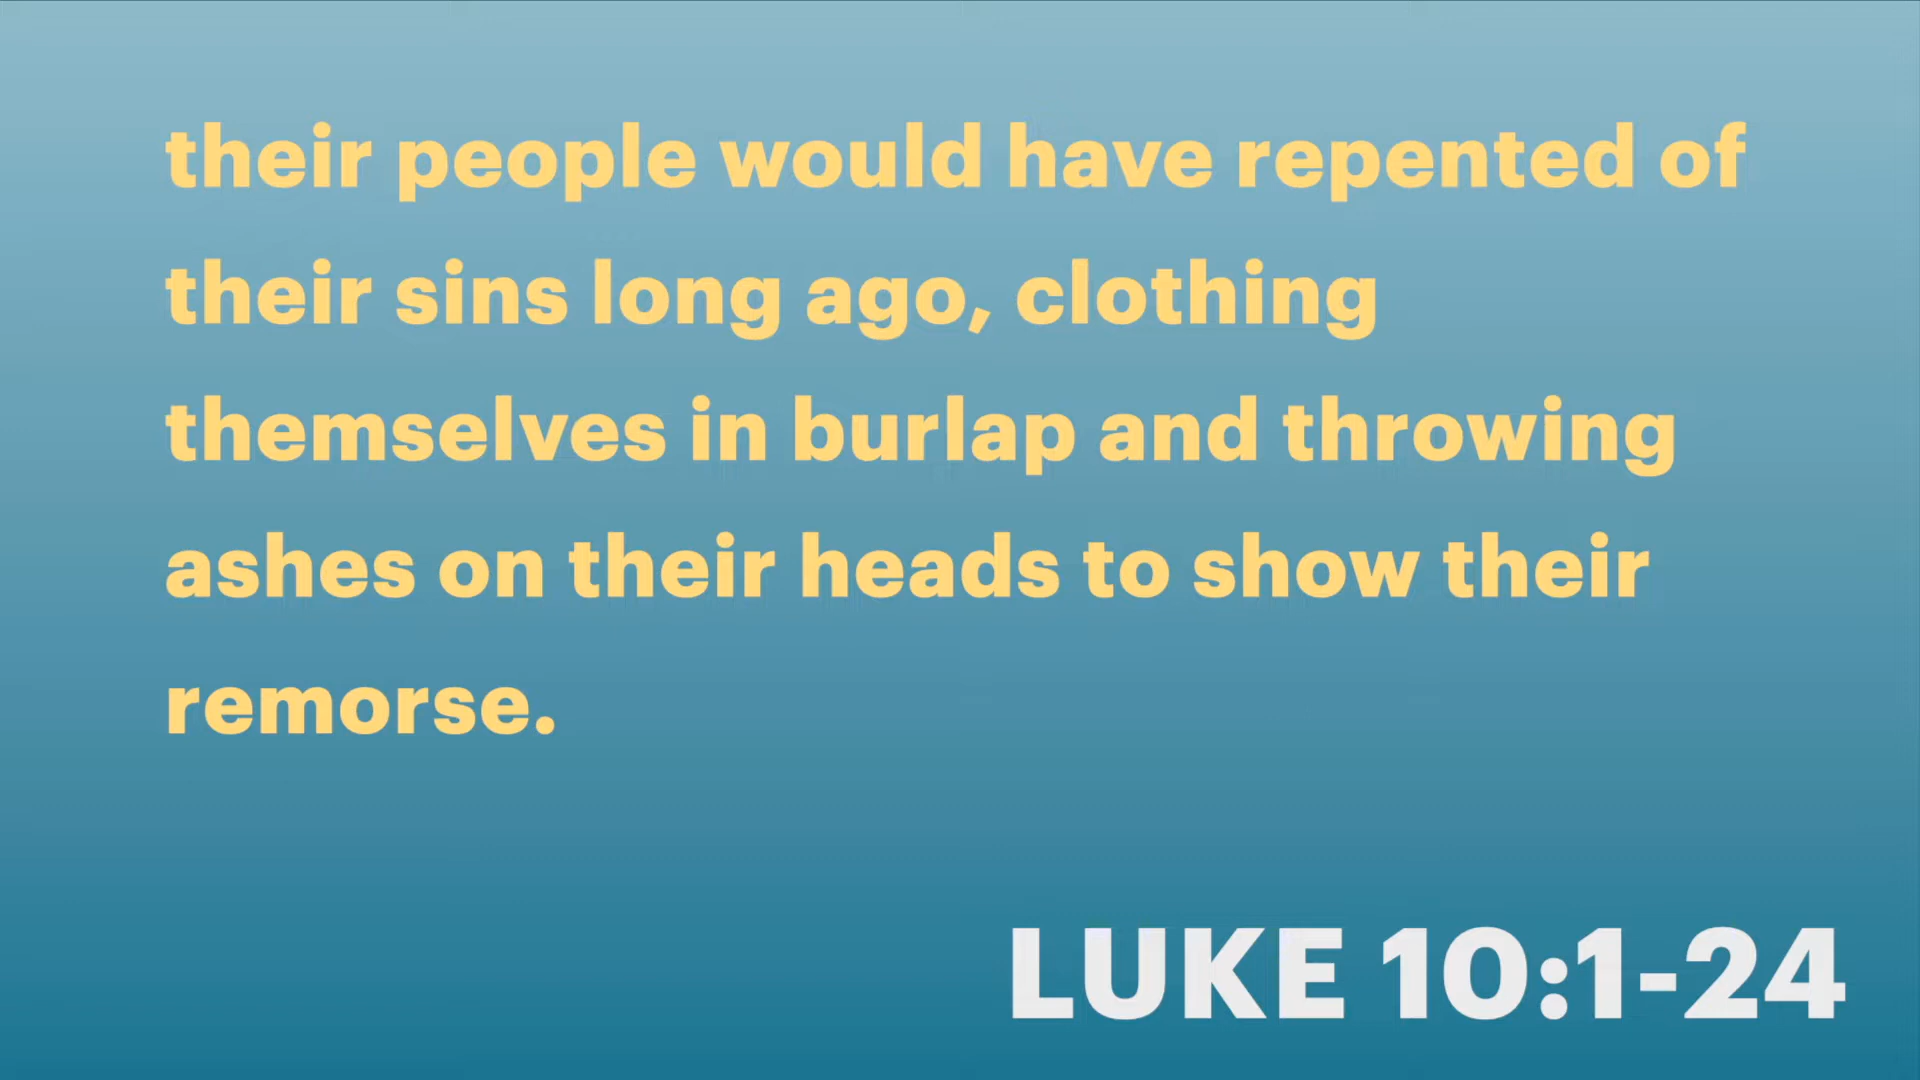 their people would have repented of
their sins long ago, clothing
themselves in burlap and throwing
ashes on their heads to show their
remorse.
LUKE 10:1-24